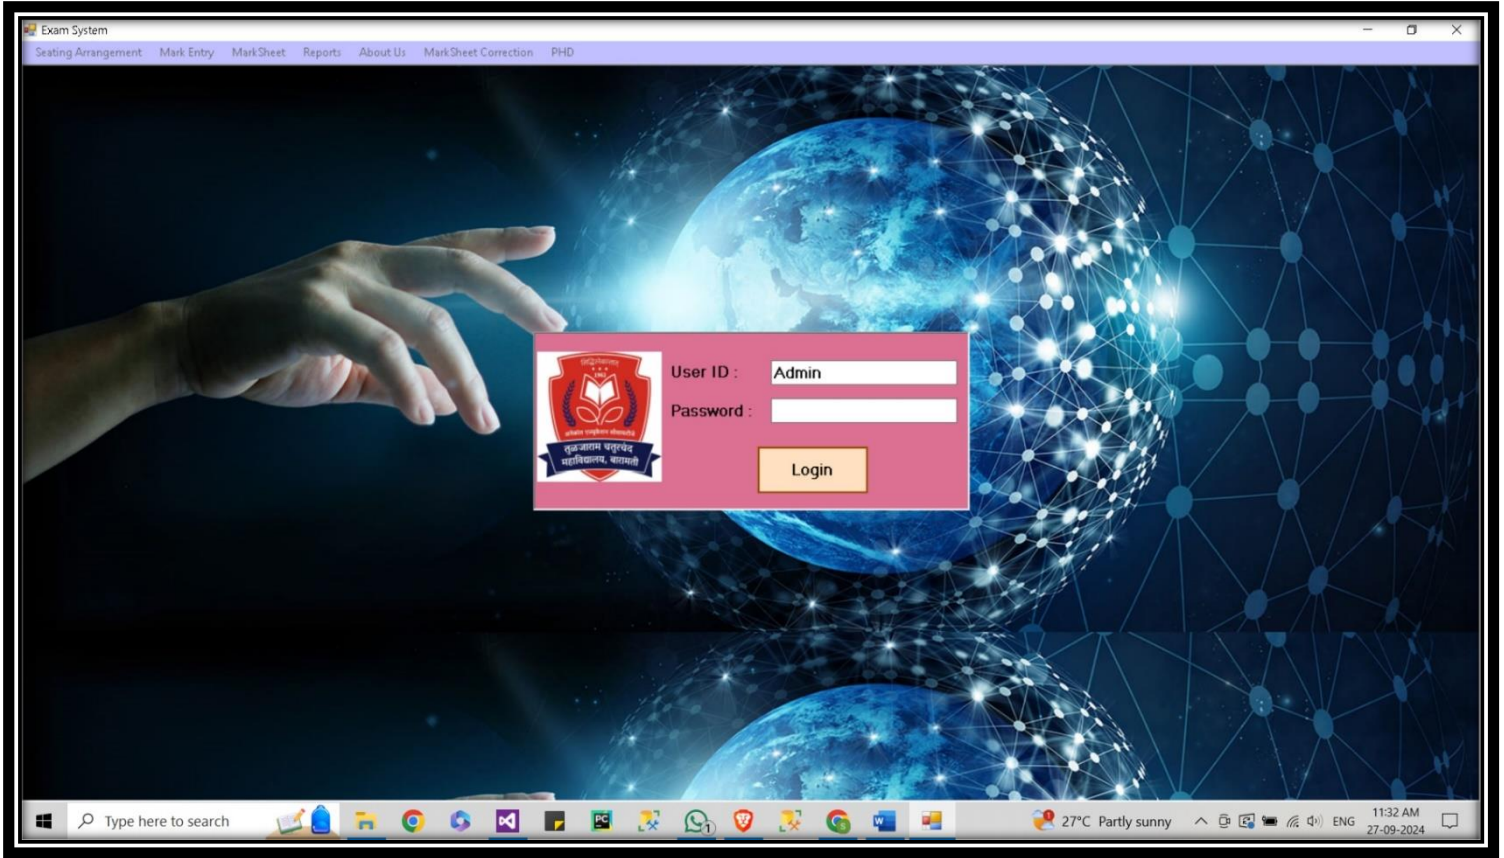 Exam System
Seating Arrangement Mark Entry MarkSheet Reports About Us MarkSheet Correction PHD
1962
User ID : Admin
Password :
तुळजाराम चतुरचंद
महाविद्यालय, बारामती
Login
Type here to search
27°C Partly sunny
ENG
11:32 AM
27-09-2024